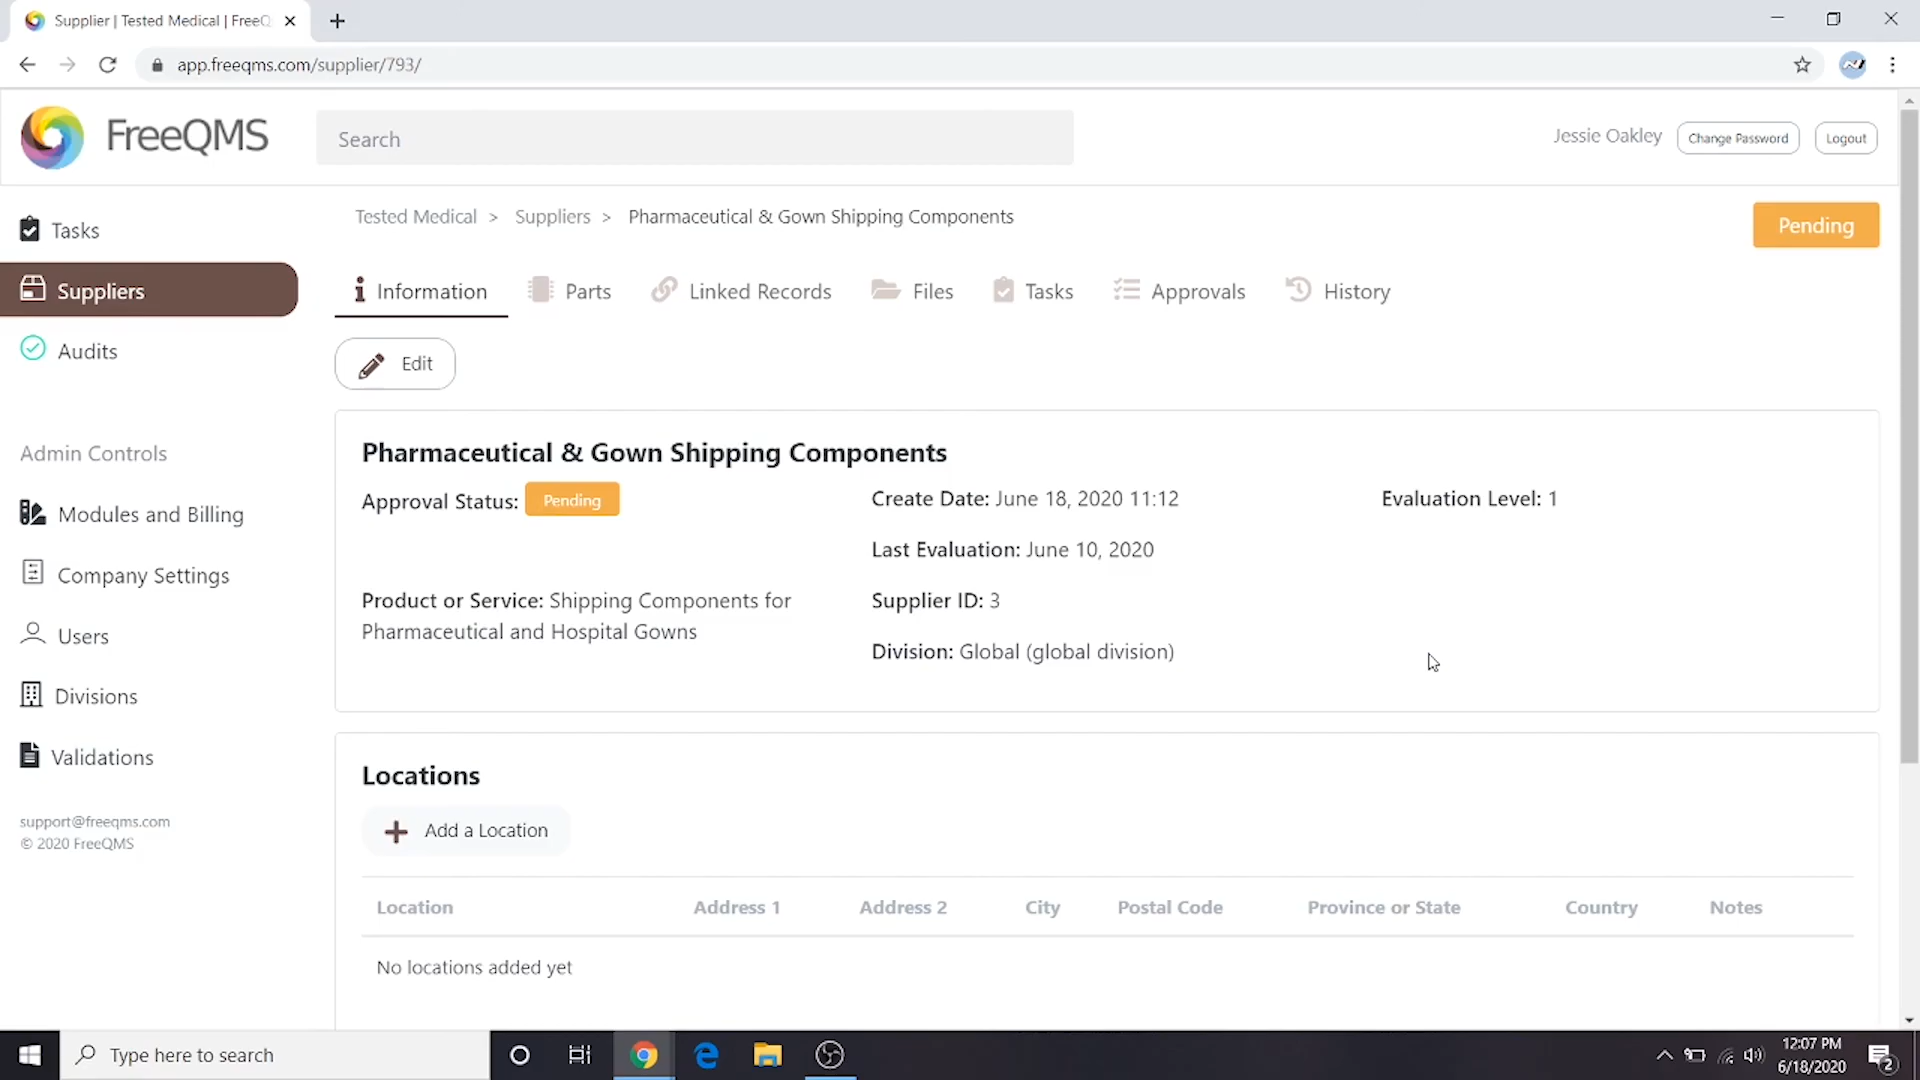 Supplier | Tested Medical | FreeQ
app.freeqms.com/supplier/793/
FreeQMS
Search
Jessie Oakley
Change Password
Logout
Tasks
Suppliers
Audits
Admin Controls
Modules and Billing
Company Settings
Users
Divisions
Validations
support@freeqms.com
© 2020 FreeQMS
Tested Medical > Suppliers > Pharmaceutical & Gown Shipping Components
Pending
Information
Parts
Linked Records
Files
Tasks
Approvals
History
Edit
Pharmaceutical & Gown Shipping Components
Approval Status: Pending
Create Date: June 18, 2020 11:12
Evaluation Level: 1
Last Evaluation: June 10, 2020
Product or Service: Shipping Components for
Pharmaceutical and Hospital Gowns
Supplier ID: 3
Division: Global (global division)
Locations
Add a Location
Location Address 1 Address 2 City Postal Code Province or State Country Notes
No locations added yet
Type here to search
12:07 PM
6/18/2020
2